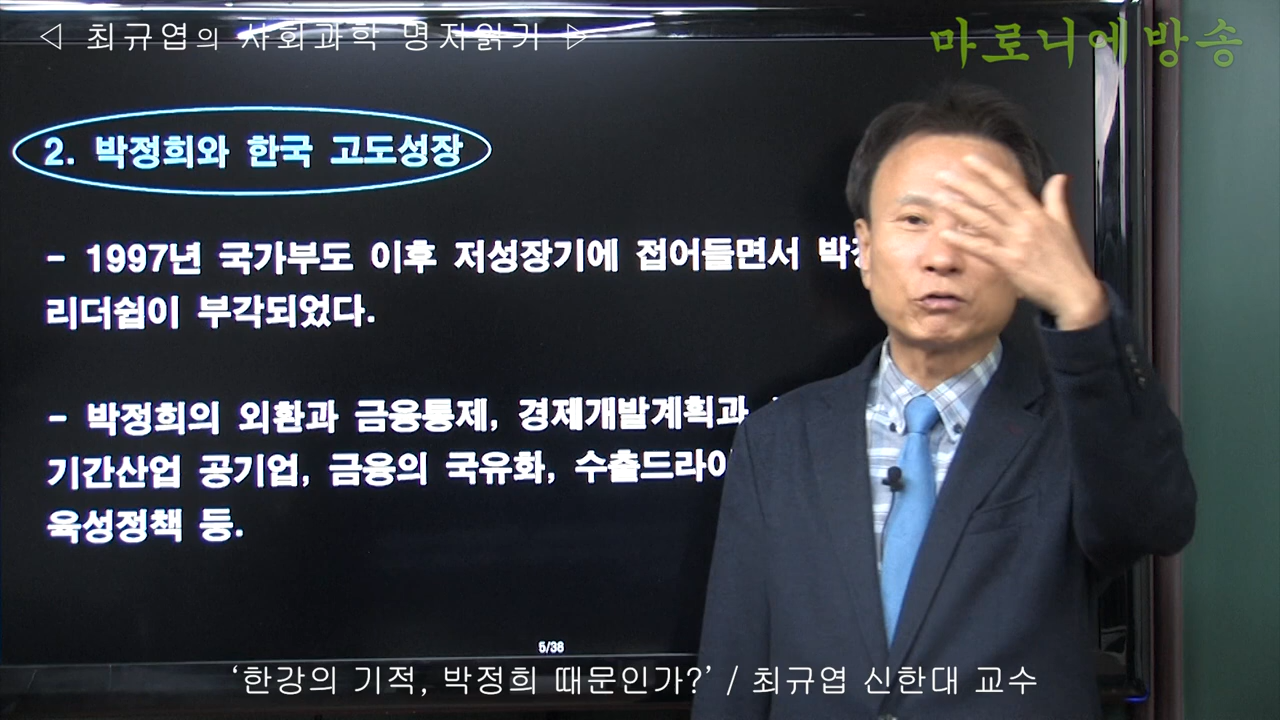 ◁ 최규엽의 사회과학 명저읽기 ▷
마로니에방송
2. 박정희와 한국 고도성장
- 1997년 국가부도 이후 저성장기에 접어들면서
리더쉽이 부각되었다.
- 박정희의 외환과 금융통제, 경제개발계획과
기간산업 공기업, 금융의 국유화, 수출드라이
육성정책 등.
5/38
‘한강의 기적, 박정희 때문인가?’ / 최규엽 신한대 교수